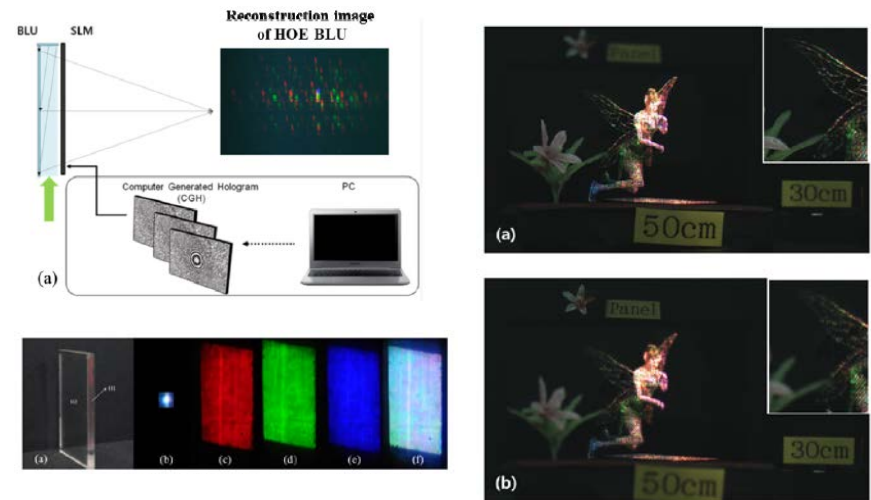 BLU
SLM
Reconstruction image
of HOE BLU
Computer Generated Hologram
(CGH)
PC
(a)
(a)
(b)
(c)
(d)
(e)
(f)
Panel
30cm
50cm
(a)
Panel
30cm
50cm
(b)